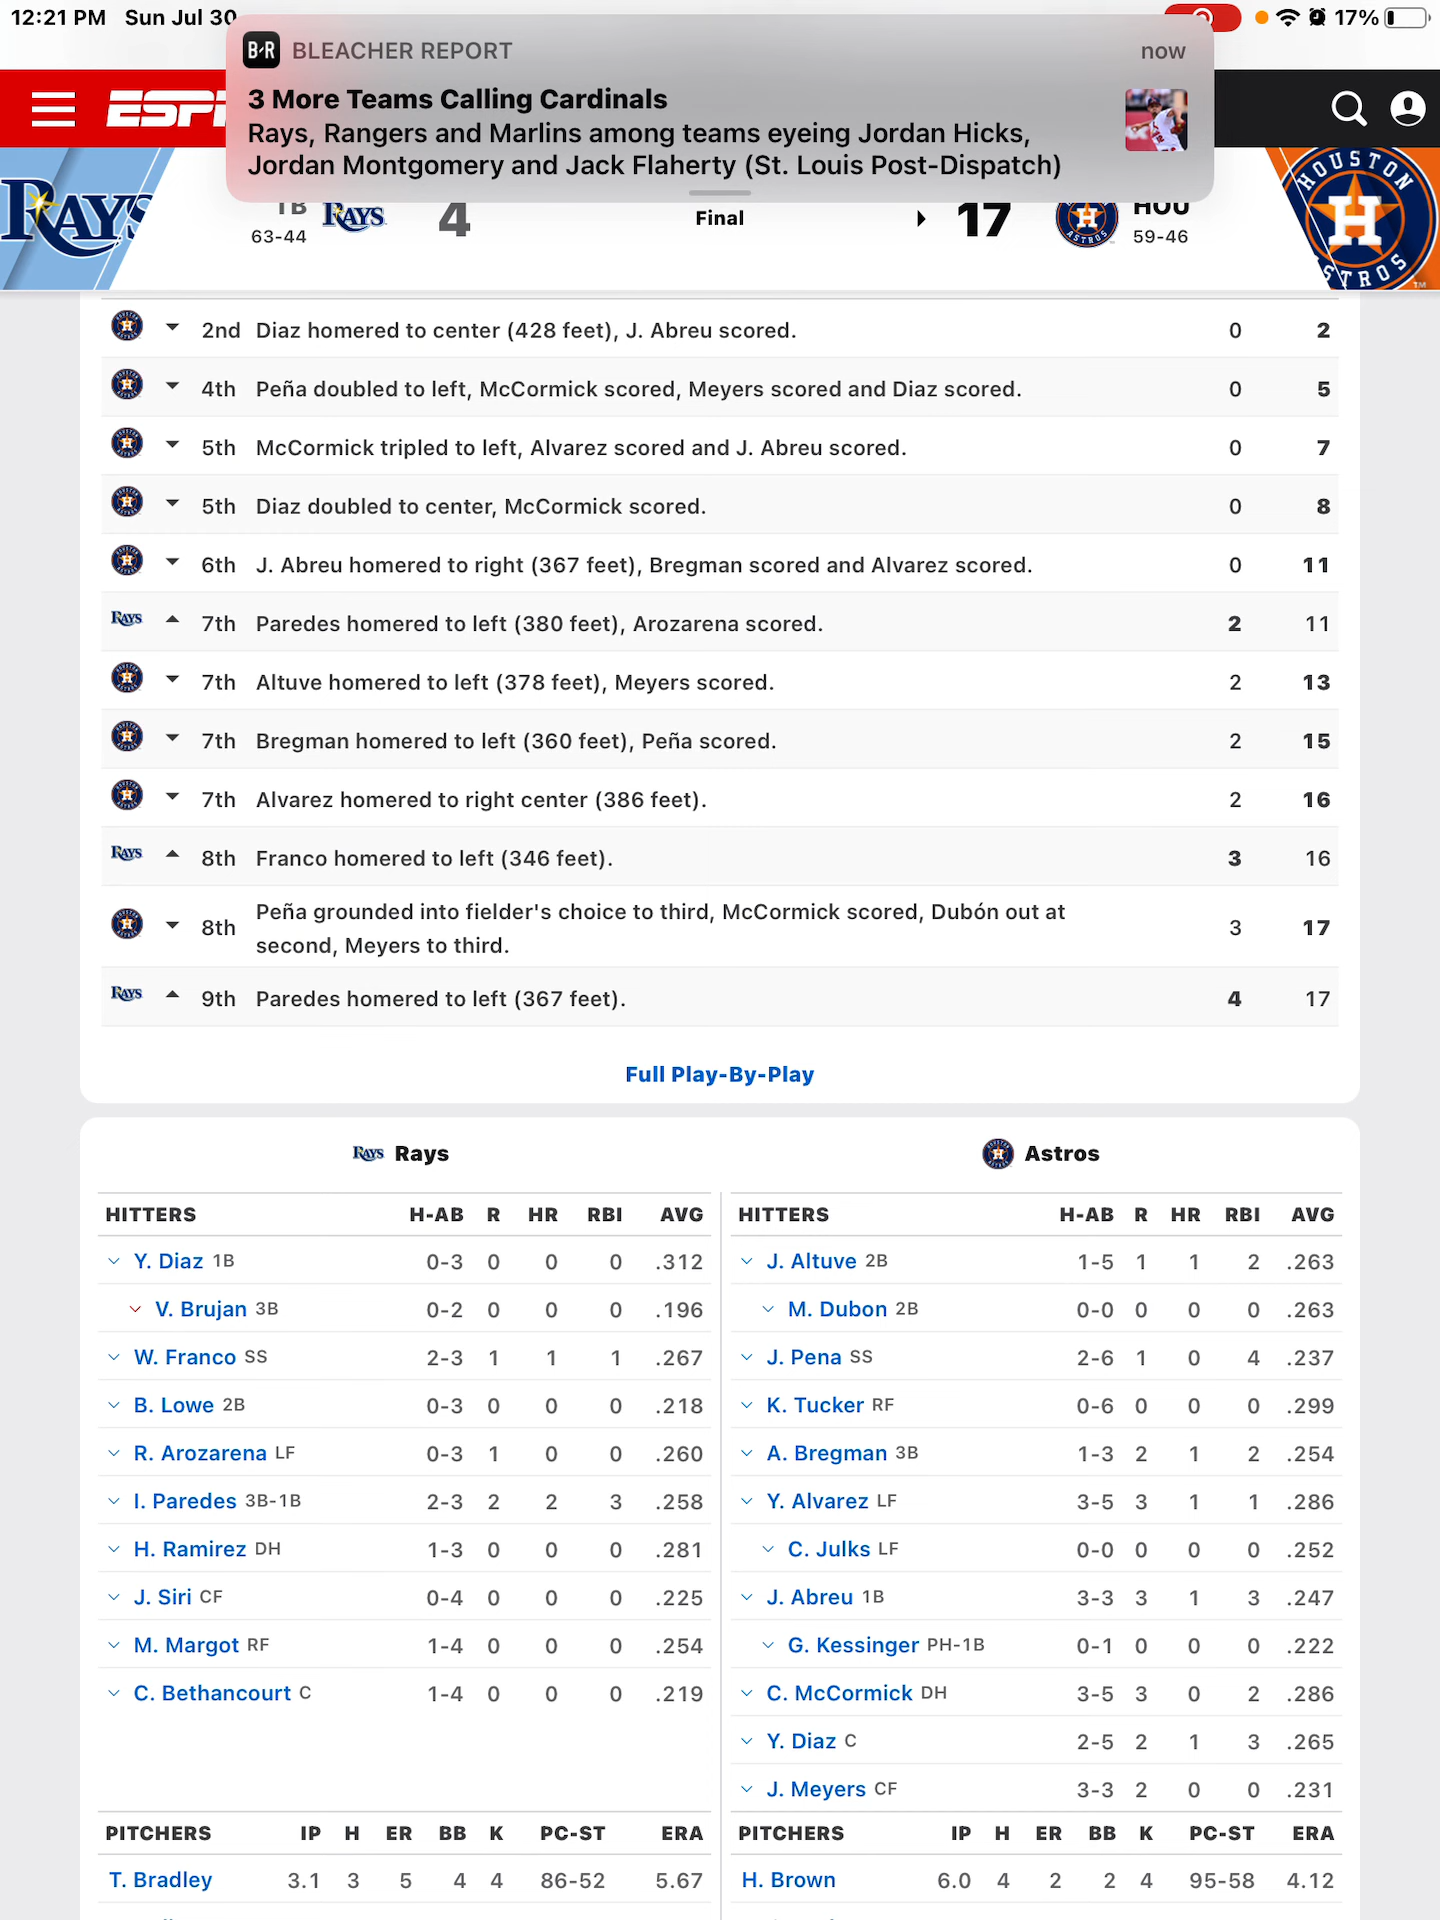 12:21 PM Sun Jul 30
17%
BLEACHER REPORT
now
3 More Teams Calling Cardinals
Rays, Rangers and Marlins among teams eyeing Jordan Hicks,
Jordan Montgomery and Jack Flaherty (St. Louis Post-Dispatch)
RAYS
TB RAYS 4 Final 17 ASTROS HOU
63-44 59-46
HOUSTON H ASTROS
2nd Diaz homered to center (428 feet), J. Abreu scored. 0 2
4th Peña doubled to left, McCormick scored, Meyers scored and Diaz scored. 0 5
5th McCormick tripled to left, Alvarez scored and J. Abreu scored. 0 7
5th Diaz doubled to center, McCormick scored. 0 8
6th J. Abreu homered to right (367 feet), Bregman scored and Alvarez scored. 0 11
RAYS 7th Paredes homered to left (380 feet), Arozarena scored. 2 11
7th Altuve homered to left (378 feet), Meyers scored. 2 13
7th Bregman homered to left (360 feet), Peña scored. 2 15
7th Alvarez homered to right center (386 feet). 2 16
RAYS 8th Franco homered to left (346 feet). 3 16
8th Peña grounded into fielder's choice to third, McCormick scored, Dubón out at 3 17
second, Meyers to third.
RAYS 9th Paredes homered to left (367 feet). 4 17
Full Play-By-Play
RAYS Rays
HITTERS H-AB R HR RBI AVG
Y. Diaz 1B 0-3 0 0 0 .312
V. Brujan 3B 0-2 0 0 0 .196
W. Franco SS 2-3 1 1 1 .267
B. Lowe 2B 0-3 0 0 0 .218
R. Arozarena LF 0-3 1 0 0 .260
I. Paredes 3B-1B 2-3 2 2 3 .258
H. Ramirez DH 1-3 0 0 0 .281
J. Siri CF 0-4 0 0 0 .225
M. Margot RF 1-4 0 0 0 .254
C. Bethancourt C 1-4 0 0 0 .219
PITCHERS IP H ER BB K PC-ST ERA
T. Bradley 3.1 3 5 4 4 86-52 5.67
Astros
HITTERS H-AB R HR RBI AVG
J. Altuve 2B 1-5 1 1 2 .263
M. Dubon 2B 0-0 0 0 0 .263
J. Pena SS 2-6 1 0 4 .237
K. Tucker RF 0-6 0 0 0 .299
A. Bregman 3B 1-3 2 1 2 .254
Y. Alvarez LF 3-5 3 1 1 .286
C. Julks LF 0-0 0 0 0 .252
J. Abreu 1B 3-3 3 1 3 .247
G. Kessinger PH-1B 0-1 0 0 0 .222
C. McCormick DH 3-5 3 0 2 .286
Y. Diaz C 2-5 2 1 3 .265
J. Meyers CF 3-3 2 0 0 .231
PITCHERS IP H ER BB K PC-ST ERA
H. Brown 6.0 4 2 2 4 95-58 4.12